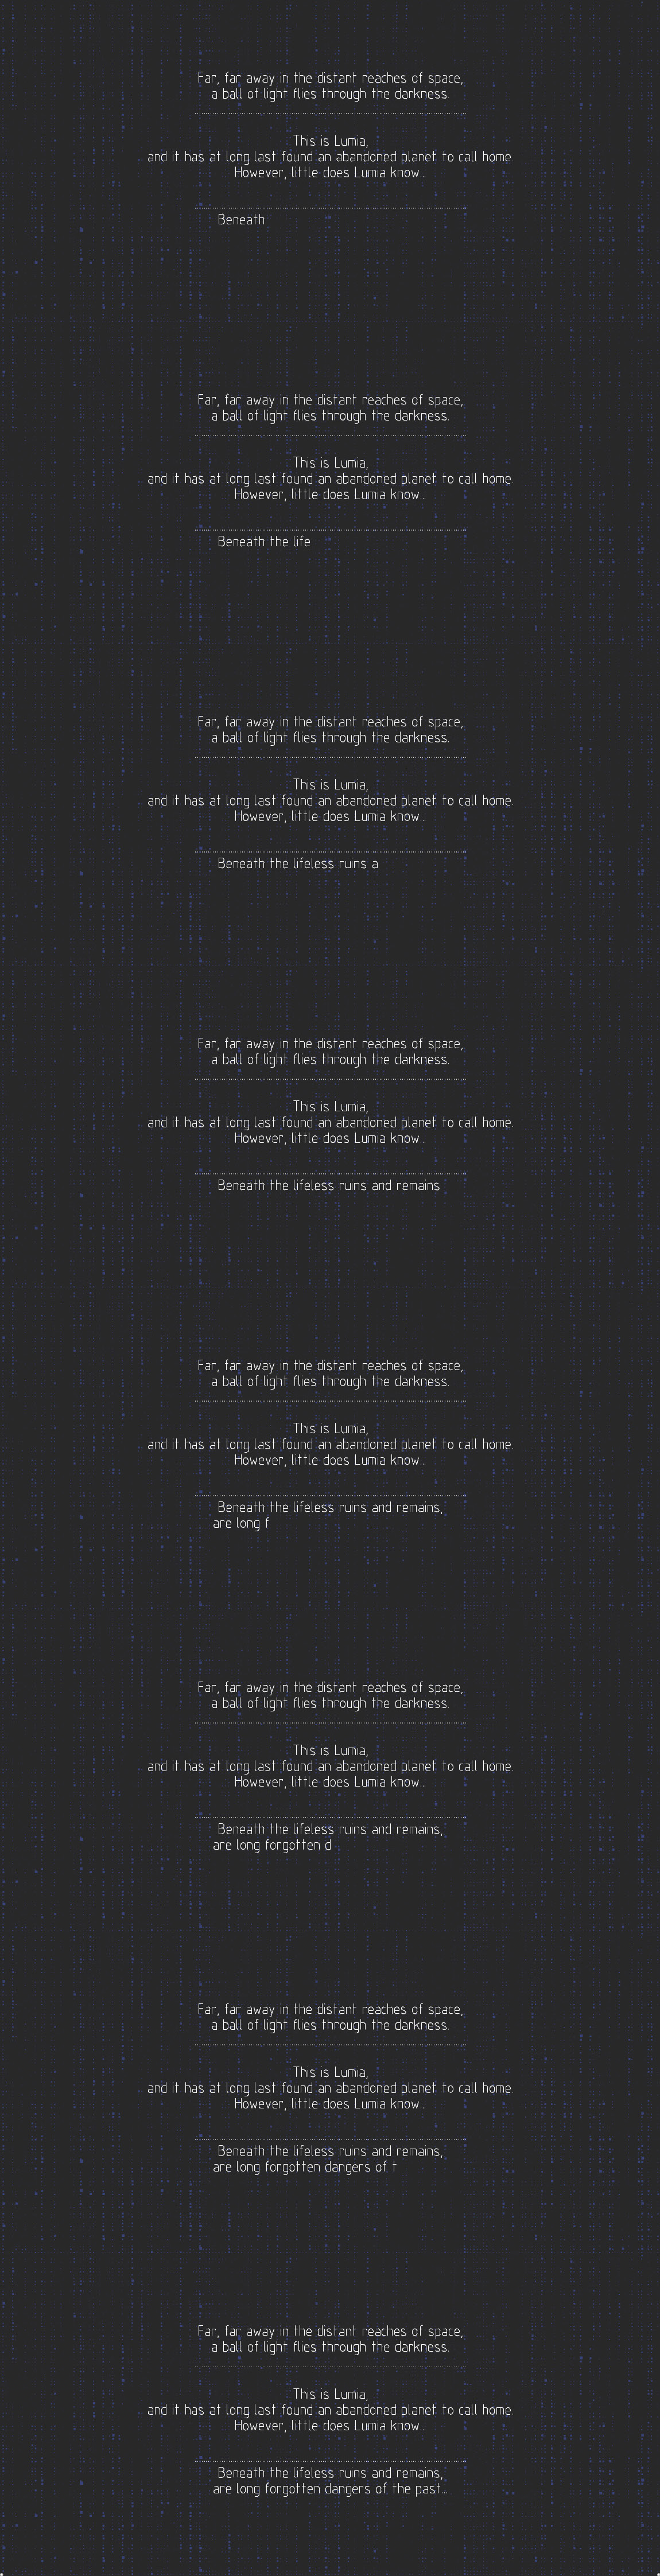 Far, far away in the distant reaches of space,
a ball of light flies through the darkness.
This is Lumia,
and it has at long last found an abandoned planet to call home.
However, little does Lumia know...
Beneath
Far, far away in the distant reaches of space,
a ball of light flies through the darkness.
This is Lumia,
and it has at long last found an abandoned planet to call home.
However, little does Lumia know...
Beneath the life
Far, far away in the distant reaches of space,
a ball of light flies through the darkness.
This is Lumia,
and it has at long last found an abandoned planet to call home.
However, little does Lumia know...
Beneath the lifeless ruins a
Far, far away in the distant reaches of space,
a ball of light flies through the darkness.
This is Lumia,
and it has at long last found an abandoned planet to call home.
However, little does Lumia know...
Beneath the lifeless ruins and remains
Far, far away in the distant reaches of space,
a ball of light flies through the darkness.
This is Lumia,
and it has at long last found an abandoned planet to call home.
However, little does Lumia know...
Beneath the lifeless ruins and remains,
are long f
Far, far away in the distant reaches of space,
a ball of light flies through the darkness.
This is Lumia,
and it has at long last found an abandoned planet to call home.
However, little does Lumia know...
Beneath the lifeless ruins and remains,
are long forgotten d
Far, far away in the distant reaches of space,
a ball of light flies through the darkness.
This is Lumia,
and it has at long last found an abandoned planet to call home.
However, little does Lumia know...
Beneath the lifeless ruins and remains,
are long forgotten dangers of t
Far, far away in the distant reaches of space,
a ball of light flies through the darkness.
This is Lumia,
and it has at long last found an abandoned planet to call home.
However, little does Lumia know...
Beneath the lifeless ruins and remains,
are long forgotten dangers of the past...